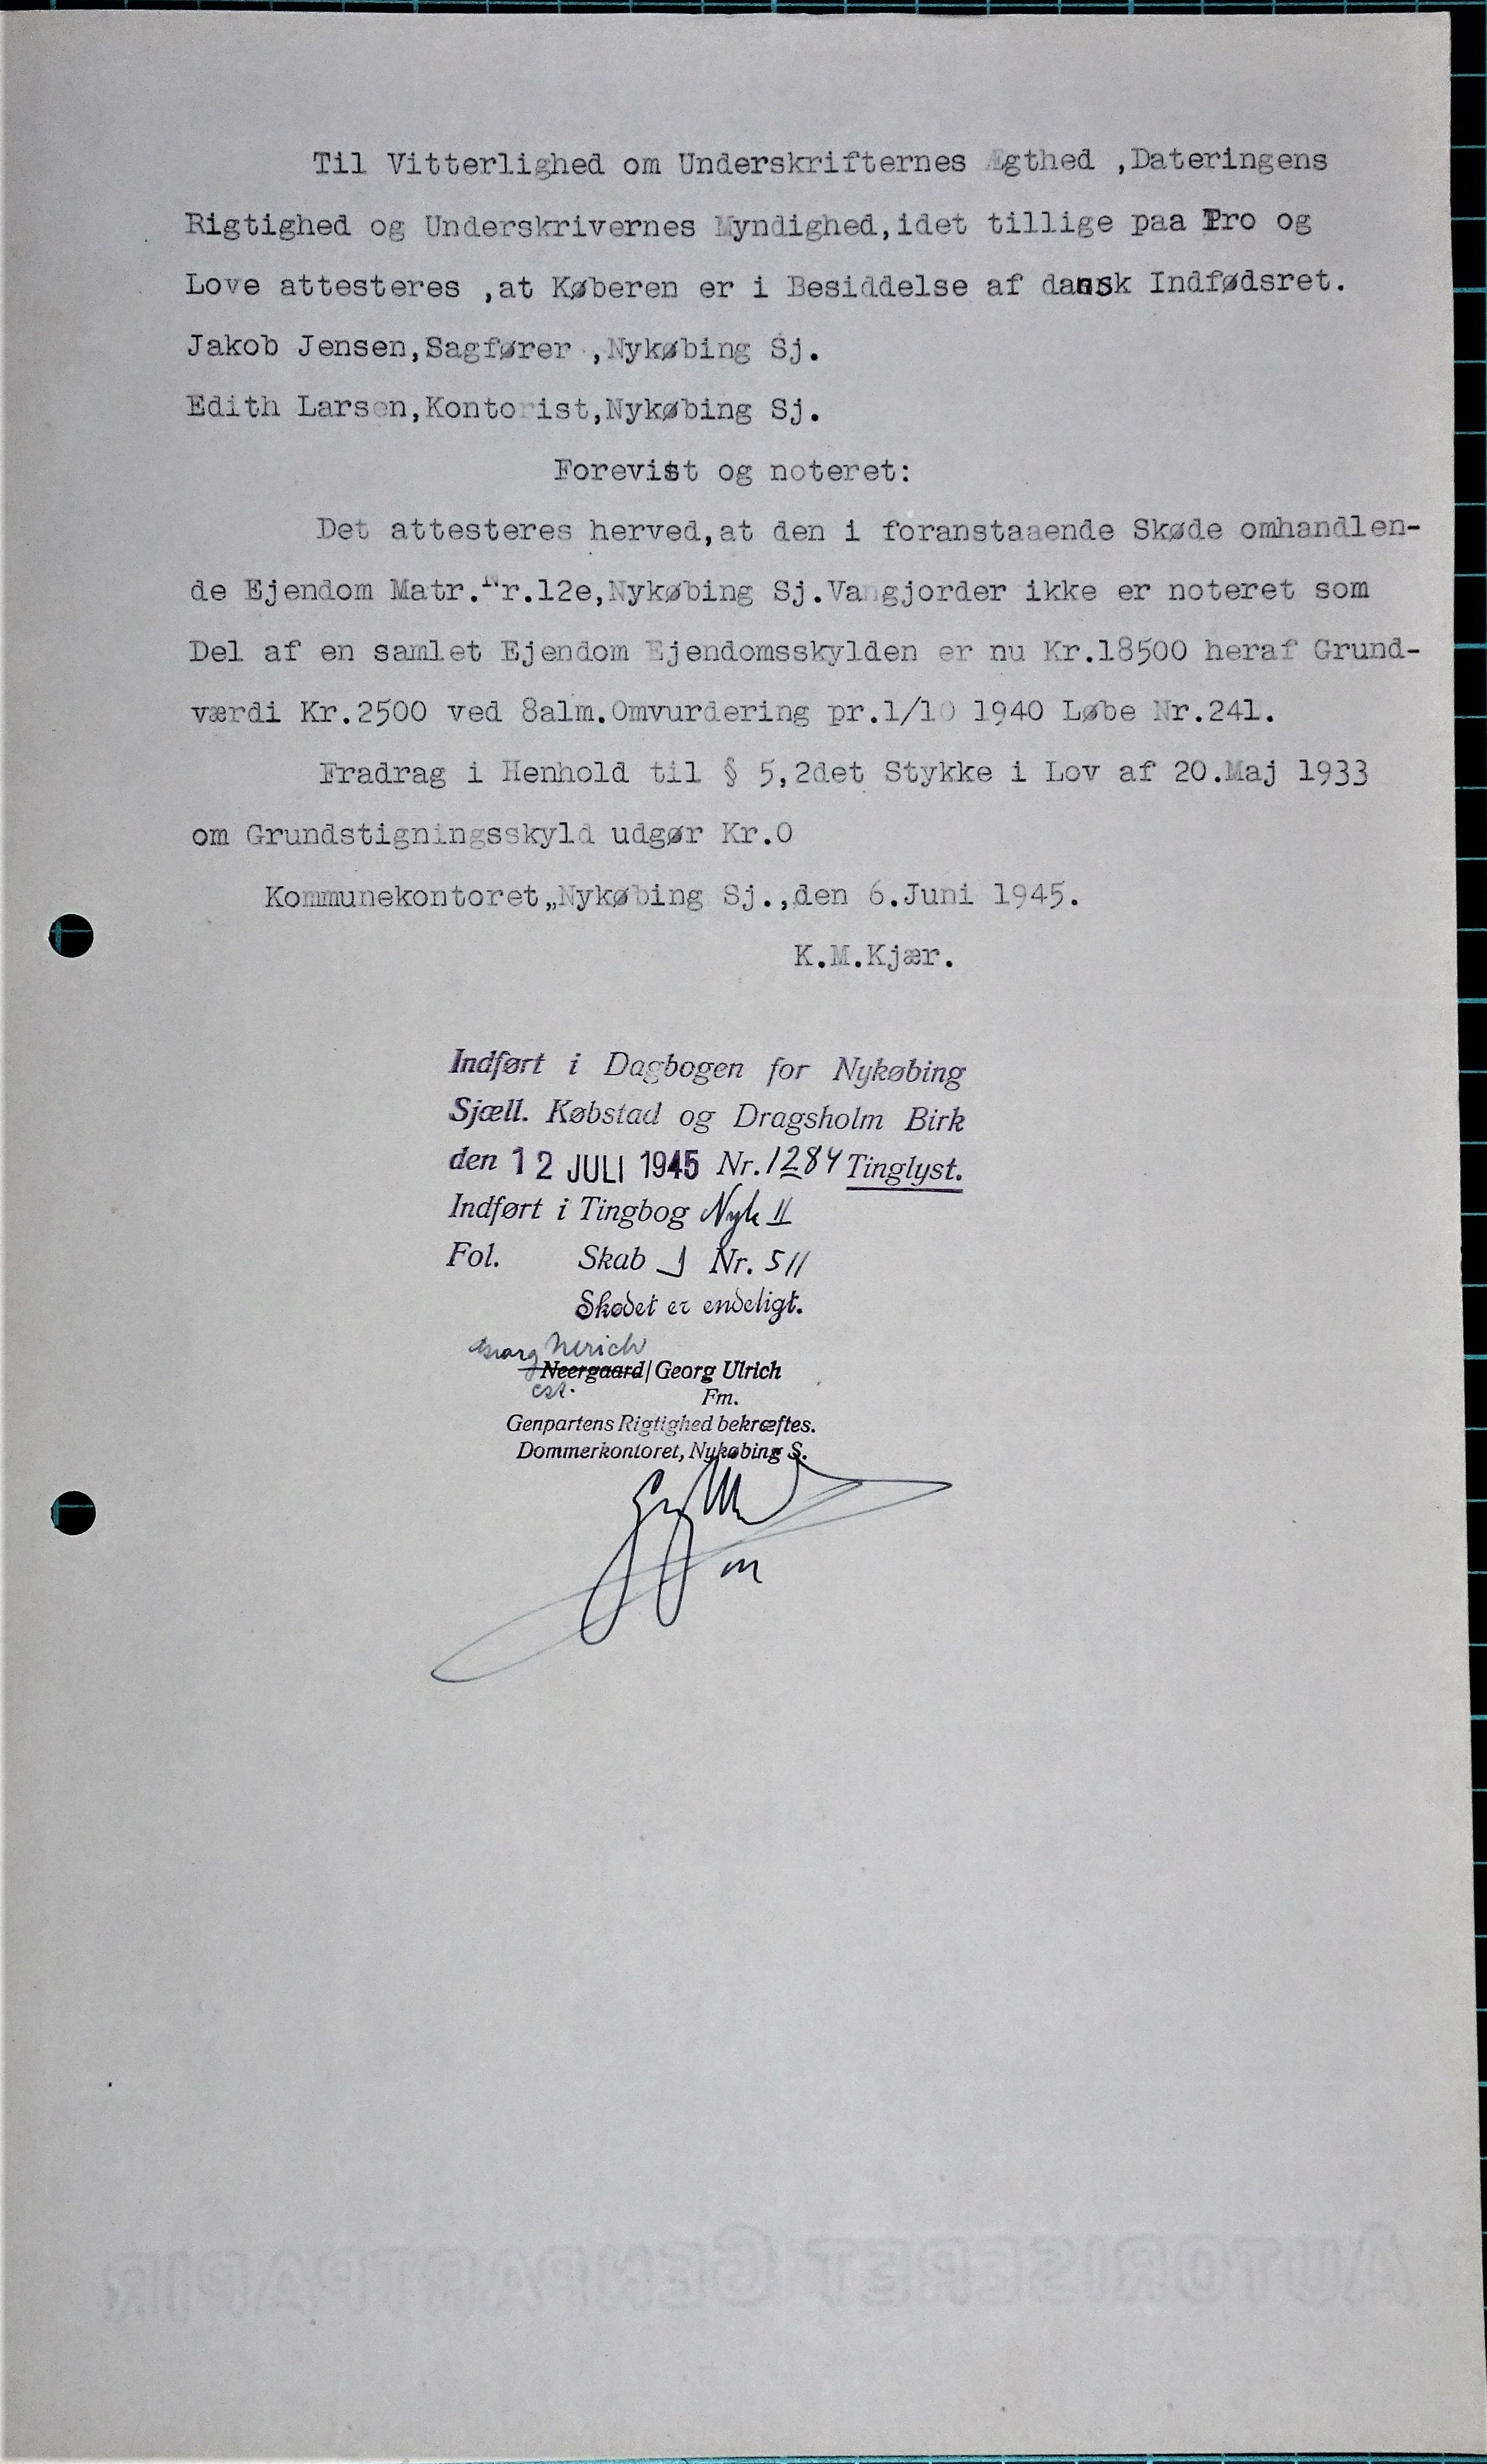 Til Vitterlighed om Underskrifternes Ægthed ,Dateringens
Rigtighed og Underskrivernes Myndighed,idet tillige paa Pro og
Love attesteres ,at Køberen er i Besiddelse af dansk Indfødsret.
Jakob Jensen,Sagfører ,Nykøbing Sj.
Edith Larsen,Kontorist,Nykøbing Sj.
Forevist og noteret:
Det attesteres herved,at den i foranstaaende Skøde omhandlen-
de Ejendom Matr.Nr.12e,Nykøbing Sj.Vangjorder ikke er noteret som
Del af en samlet Ejendom Ejendomsskylden er nu Kr.18500 heraf Grund-
værdi Kr.2500 ved 8alm.Omvurdering pr.1/10 1940 Løbe Nr.241.
Fradrag i Henhold til § 5,2det Stykke i Lov af 20.Maj 1933
om Grundstigningsskyld udgør Kr.0
Kommunekontoret,,Nykøbing Sj.,den 6.Juni 1945.
K.M.Kjær.
Indført i Dagbogen for Nykøbing
Sjæll. Købstad og Dragsholm Birk
den 12 JULI 1945 Nr. 1284 Tinglyst.
Indført i Tingbog Nyk II
Fol. Skab J Nr. 511
Skødet er endeligt.
Georg Ulrich
Neergaard/Georg Ulrich
cst.
Fm.
Genpartens Rigtighed bekræftes.
Dommerkontoret, Nykøbing S.
AUTORISERET GENPARTPAPIR